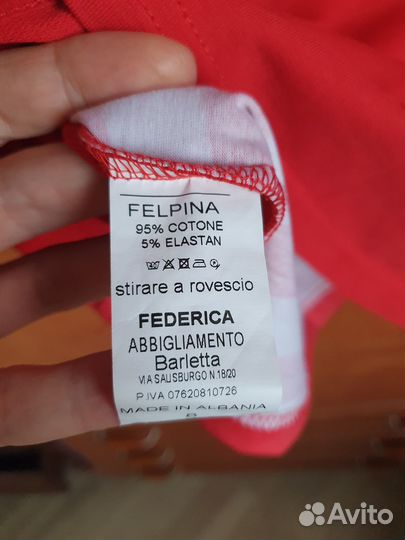 FELPINA
95% COTONE
5% ELASTAN
stirare a rovescio
FEDERICA
ABBIGLIAMENTO
Barletta
VIA SALISBURGO N.18/20
P.IVA 07620810726
MADE IN ALBANIA
Avito